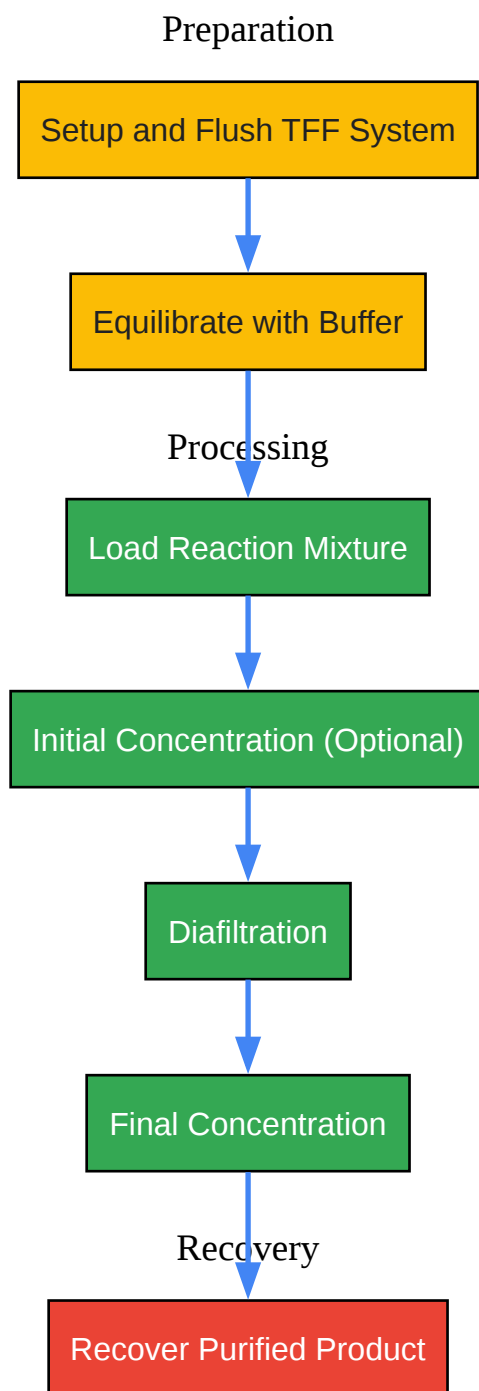 Preparation
Setup and Flush TFF System
Equilibrate with Buffer
Processing
Load Reaction Mixture
Initial Concentration (Optional)
Diafiltration
Final Concentration
Recovery
Recover Purified Product